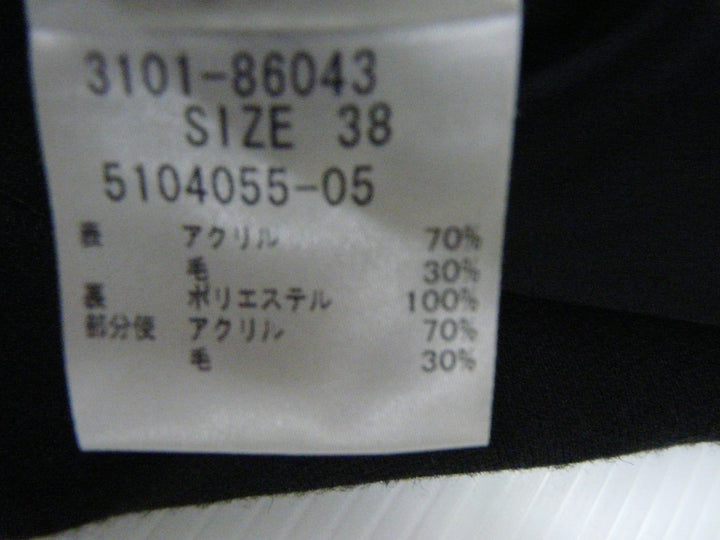 3101-86043
SIZE 38
5104055-05
表 アクリル 70%
毛 30%
裏 ポリエステル 100%
部分使 アクリル 70%
毛 30%